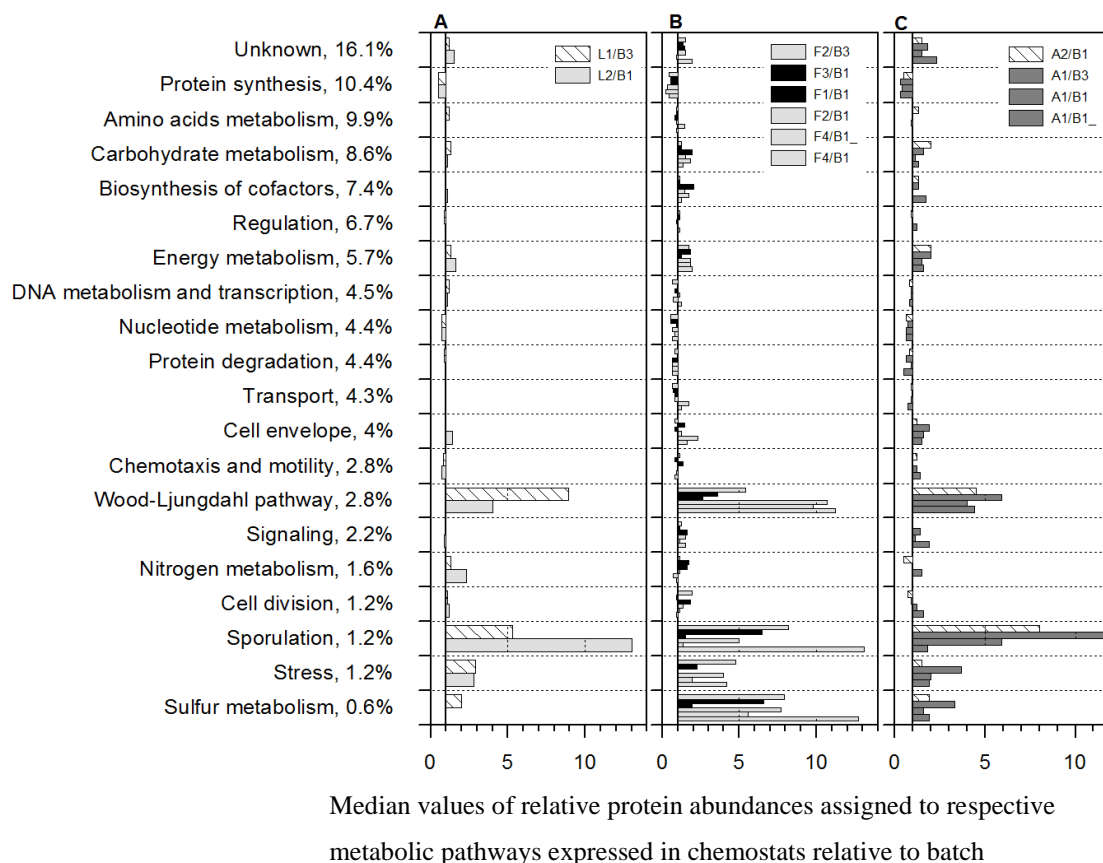 A B C
Unknown, 16.1%
Protein synthesis, 10.4%
Amino acids metabolism, 9.9%
Carbohydrate metabolism, 8.6%
Biosynthesis of cofactors, 7.4%
Regulation, 6.7%
Energy metabolism, 5.7%
DNA metabolism and transcription, 4.5%
Nucleotide metabolism, 4.4%
Protein degradation, 4.4%
Transport, 4.3%
Cell envelope, 4%
Chemotaxis and motility, 2.8%
Wood-Ljungdahl pathway, 2.8%
Signaling, 2.2%
Nitrogen metabolism, 1.6%
Cell division, 1.2%
Sporulation, 1.2%
Stress, 1.2%
Sulfur metabolism, 0.6%
L1/B3
L2/B1
F2/B3
F3/B1
F1/B1
F2/B1
F4/B1_
F4/B1
A2/B1
A1/B3
A1/B1
A1/B1_
0 5 10 0 5 10 0 5 10
Median values of relative protein abundances assigned to respective
metabolic pathways expressed in chemostats relative to batch